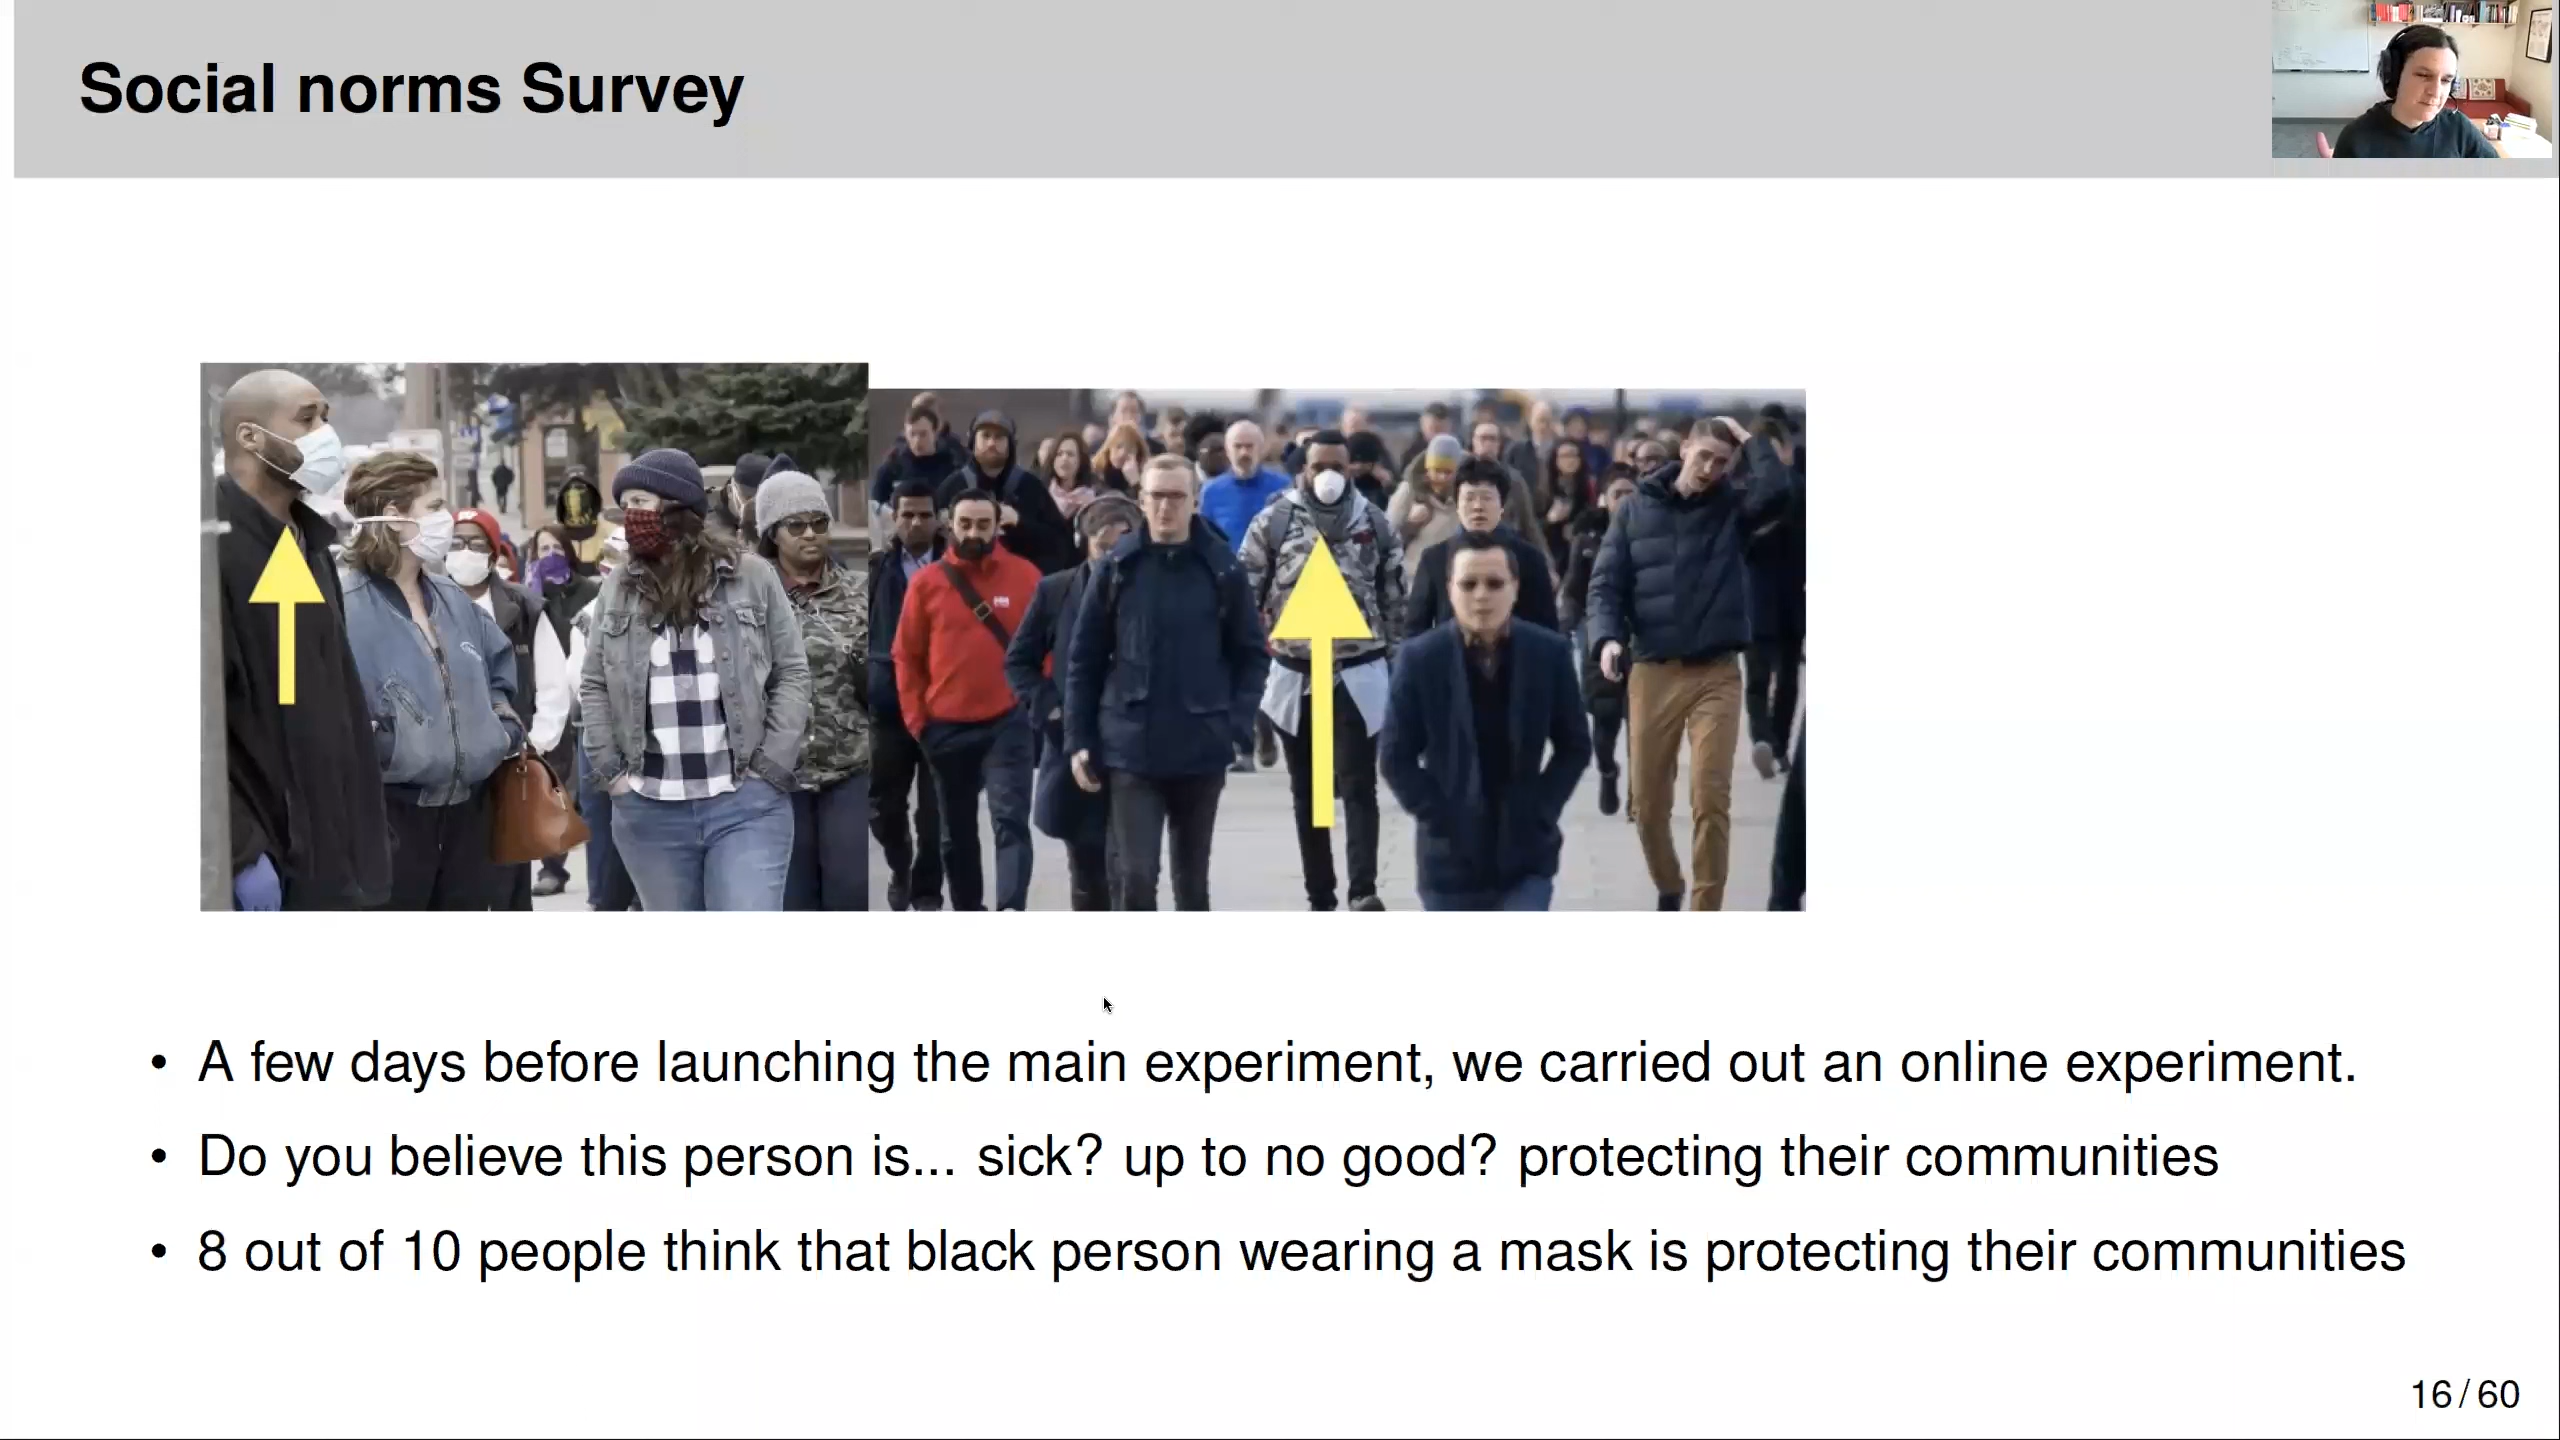 Social norms Survey
• A few days before launching the main experiment, we carried out an online experiment.
• Do you believe this person is... sick? up to no good? protecting their communities
• 8 out of 10 people think that black person wearing a mask is protecting their communities
16 / 60